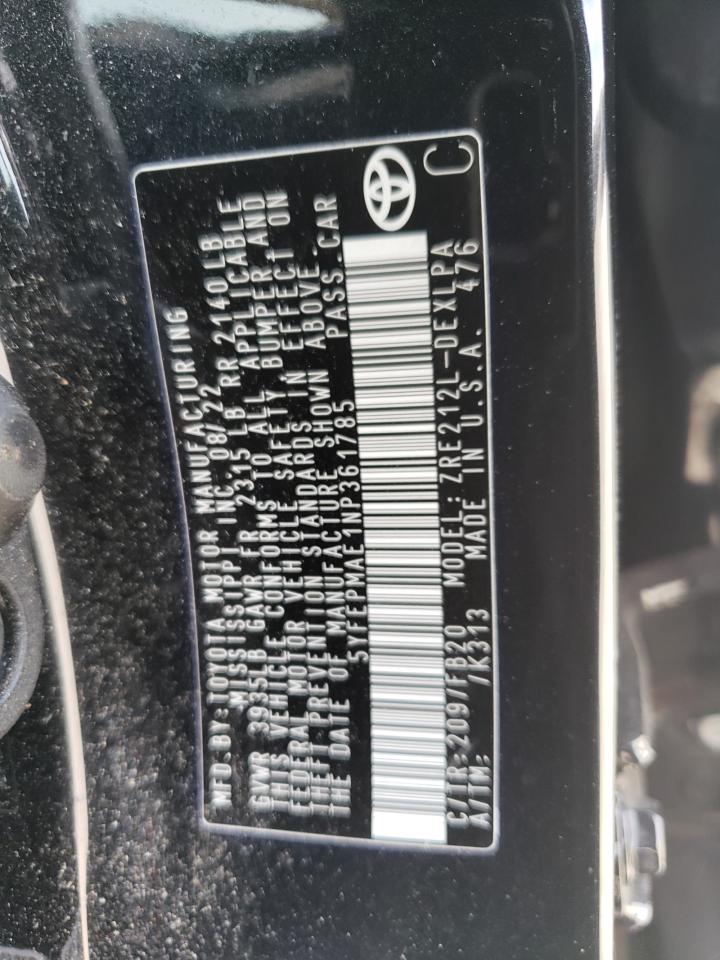 MFD BY: TOYOTA MOTOR MANUFACTURING
MISSISSIPPI INC. 08/22
GVWR 3935LB GAWR FR 2315 LB RR 2140LB
THIS VEHICLE CONFORMS TO ALL APPLICABLE
FEDERAL MOTOR VEHICLE SAFETY, BUMPER AND
THEFT PREVENTION STANDARDS IN EFFECT ON
THE DATE OF MANUFACTURE SHOWN ABOVE.
5YFEPMAE1NP361785 PASS.CAR
C/TR:209/FB20 MODEL:ZRE212L-DEXLPA
A/TM: /K313 MADE IN U.S.A. 476
C